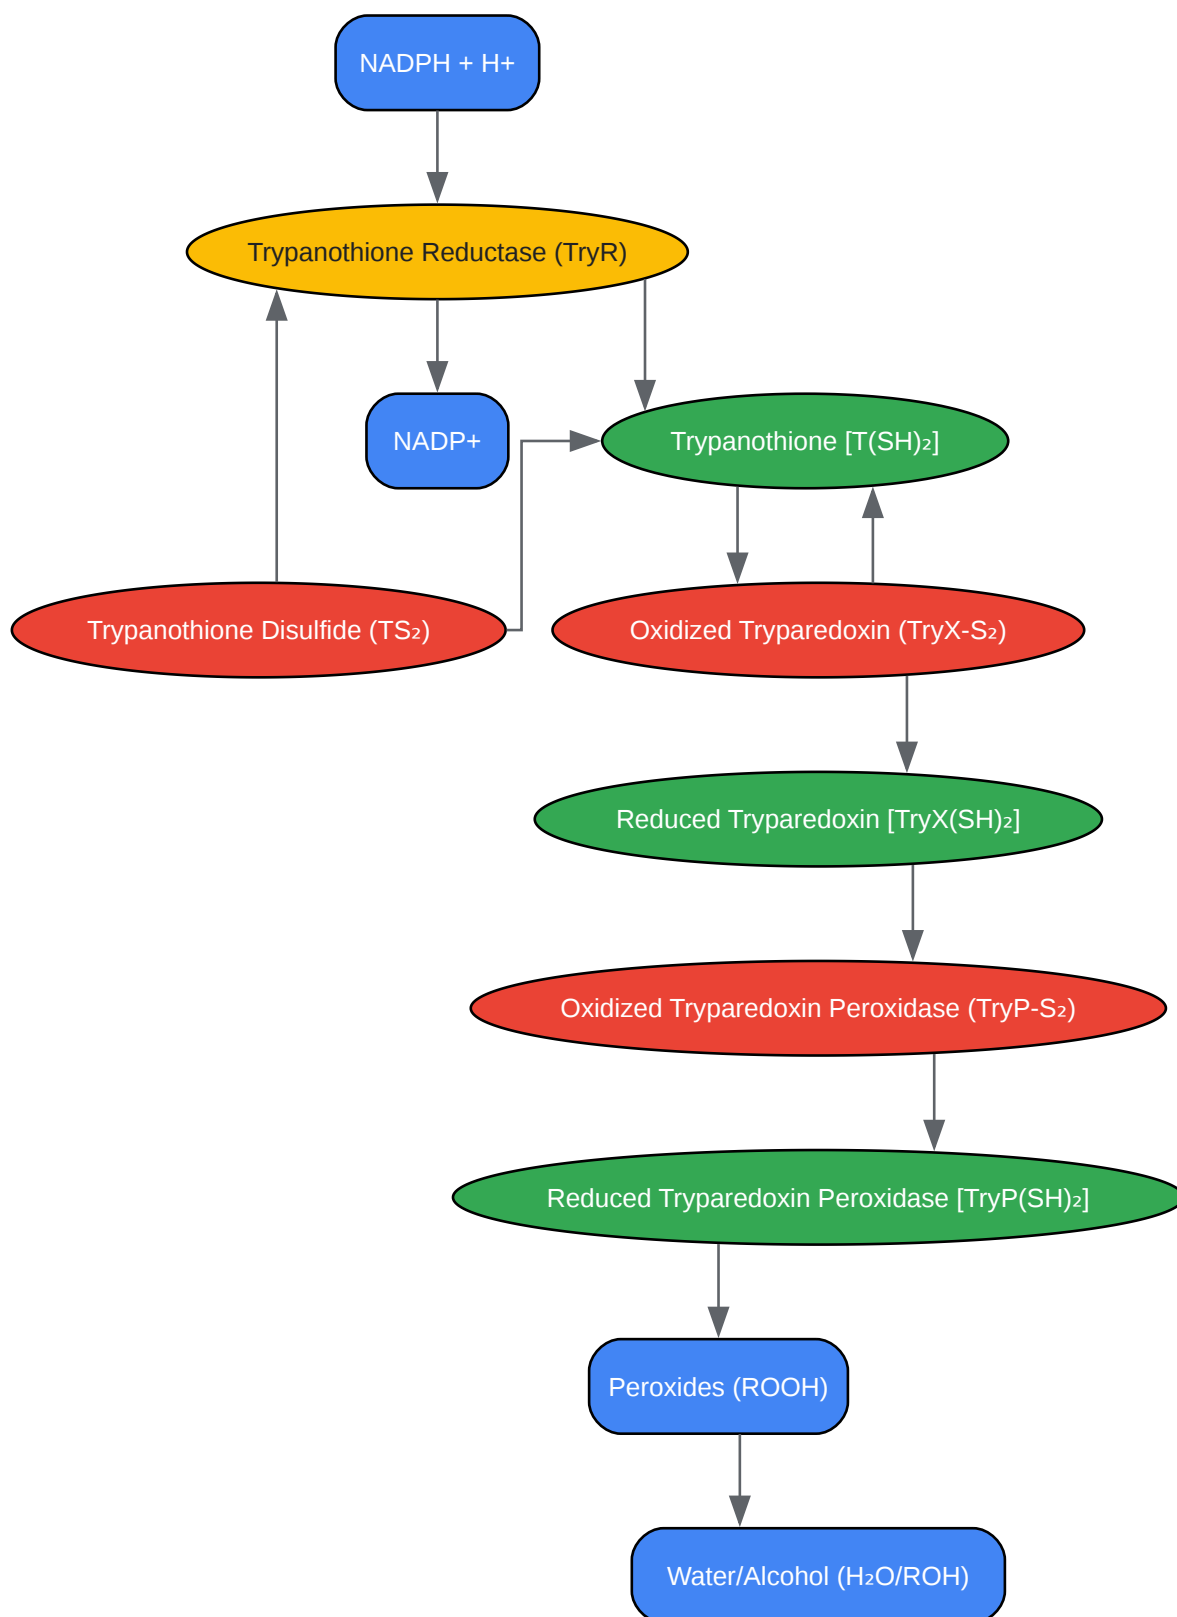 NADPH + H+
Trypanothione Reductase (TryR)
NADP+
Trypanothione [T(SH)₂]
Trypanothione Disulfide (TS₂)
Oxidized Tryparedoxin (TryX-S₂)
Reduced Tryparedoxin [TryX(SH)₂]
Oxidized Tryparedoxin Peroxidase (TryP-S₂)
Reduced Tryparedoxin Peroxidase [TryP(SH)₂]
Peroxides (ROOH)
Water/Alcohol (H₂O/ROH)